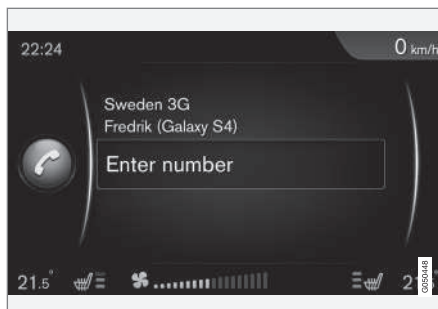 22:24
0 km/h
Sweden 3G
Fredrik (Galaxy S4)
Enter number
21.5°
G050448